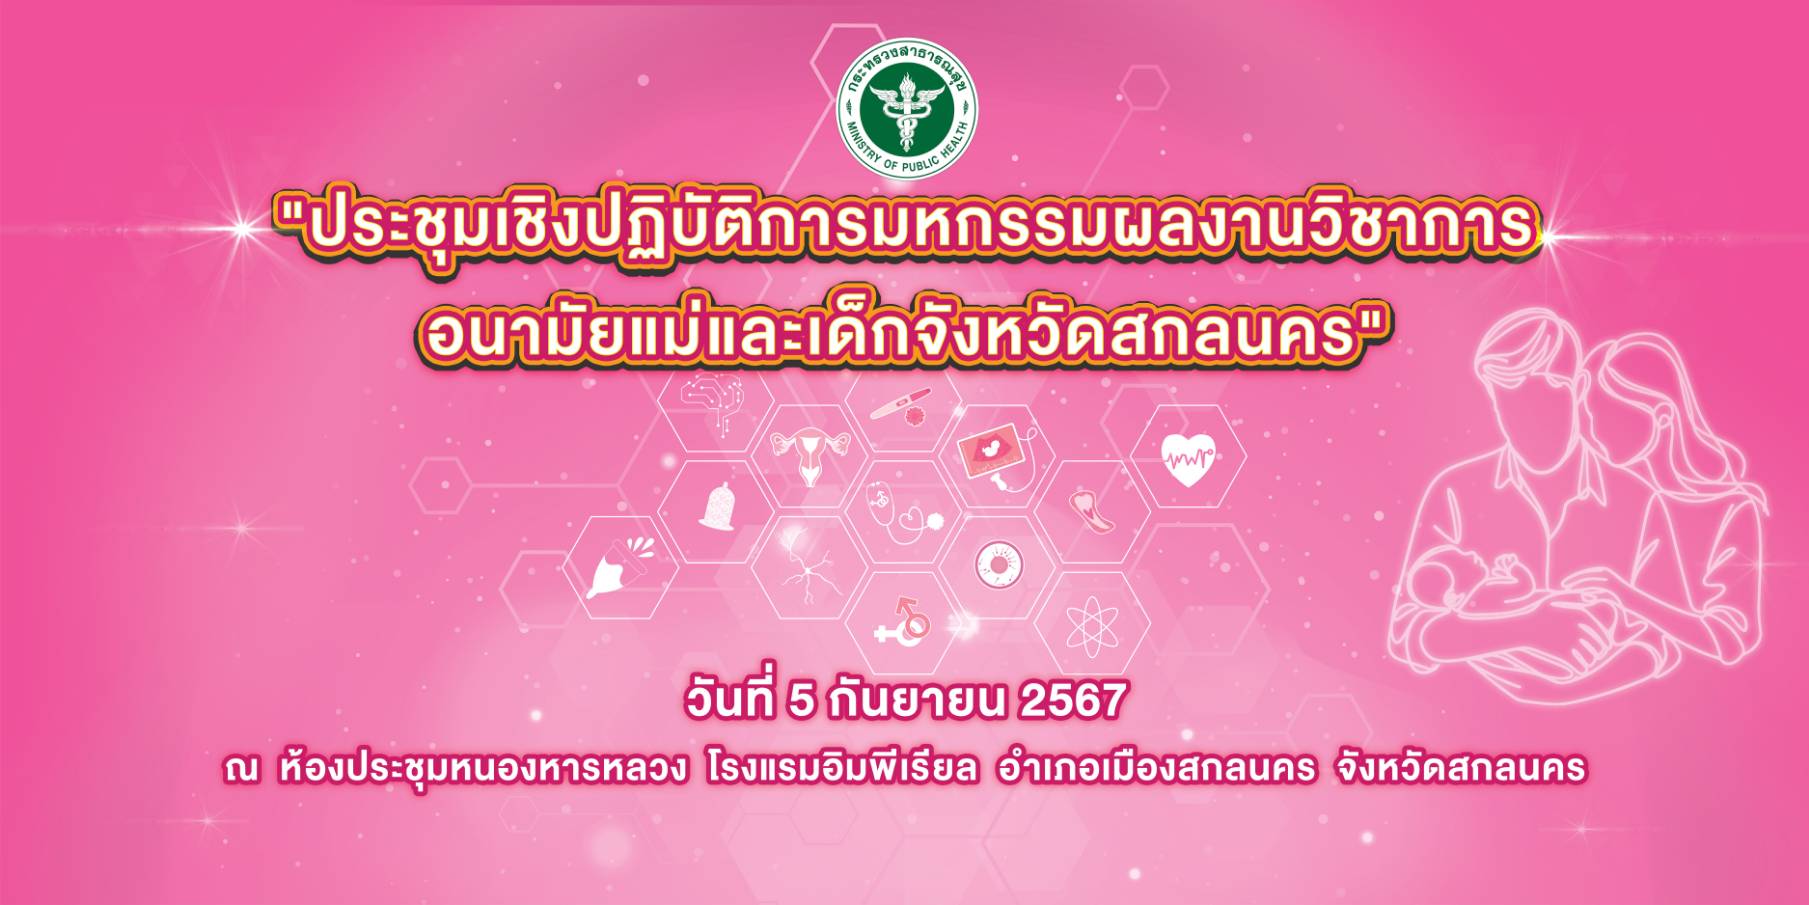 กระทรวงสาธารณสุข
MINISTRY OF PUBLIC HEALTH
"ประชุมเชิงปฏิบัติการมหกรรมผลงานวิชาการ
อนามัยแม่และเด็กจังหวัดสกลนคร"
วันที่ 5 กันยายน 2567
ณ ห้องประชุมหนองหารหลวง โรงแรมอิมพีเรียล อำเภอเมืองสกลนคร จังหวัดสกลนคร